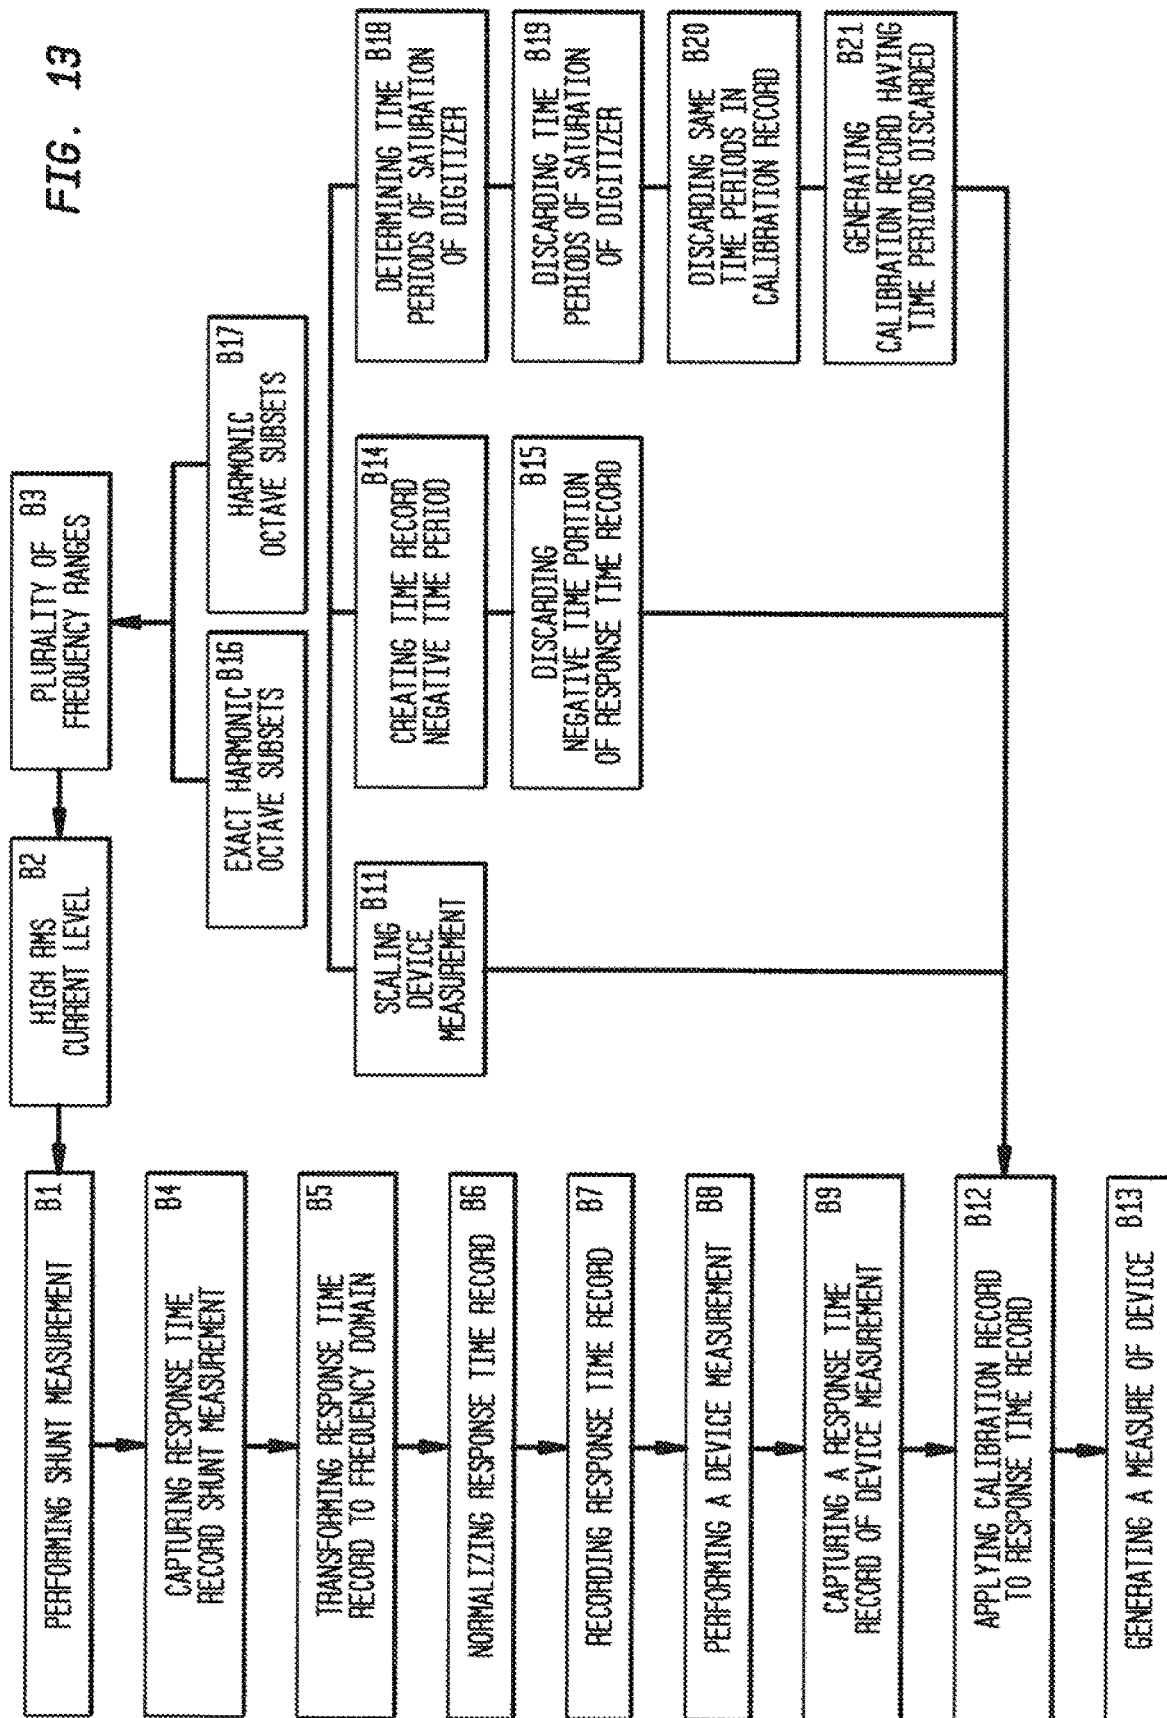 FIG. 13
PERFORMING SHUNT MEASUREMENT
B1
HIGH RMS
CURRENT LEVEL
B2
PLURALITY OF
FREQUENCY RANGES
B3
CAPTURING RESPONSE TIME
RECORD SHUNT MEASUREMENT
B4
TRANSFORMING RESPONSE TIME
RECORD TO FREQUENCY DOMAIN
B5
NORMALIZING RESPONSE TIME RECORD
B6
RECORDING RESPONSE TIME RECORD
B7
PERFORMING A DEVICE MEASUREMENT
B8
CAPTURING A RESPONSE TIME
RECORD OF DEVICE MEASUREMENT
B9
APPLYING CALIBRATION RECORD
TO RESPONSE TIME RECORD
B12
GENERATING A MEASURE OF DEVICE
B13
EXACT HARMONIC
OCTAVE SUBSETS
B16
HARMONIC
OCTAVE SUBSETS
B17
SCALING
DEVICE
MEASUREMENT
B11
CREATING TIME RECORD
NEGATIVE TIME PERIOD
B14
DISCARDING
NEGATIVE TIME PORTION
OF RESPONSE TIME RECORD
B15
DETERMINING TIME
PERIODS OF SATURATION
OF DIGITIZER
B18
DISCARDING TIME
PERIODS OF SATURATION
OF DIGITIZER
B19
DISCARDING SAME
TIME PERIODS IN
CALIBRATION RECORD
B20
GENERATING
CALIBRATION RECORD HAVING
TIME PERIODS DISCARDED
B21